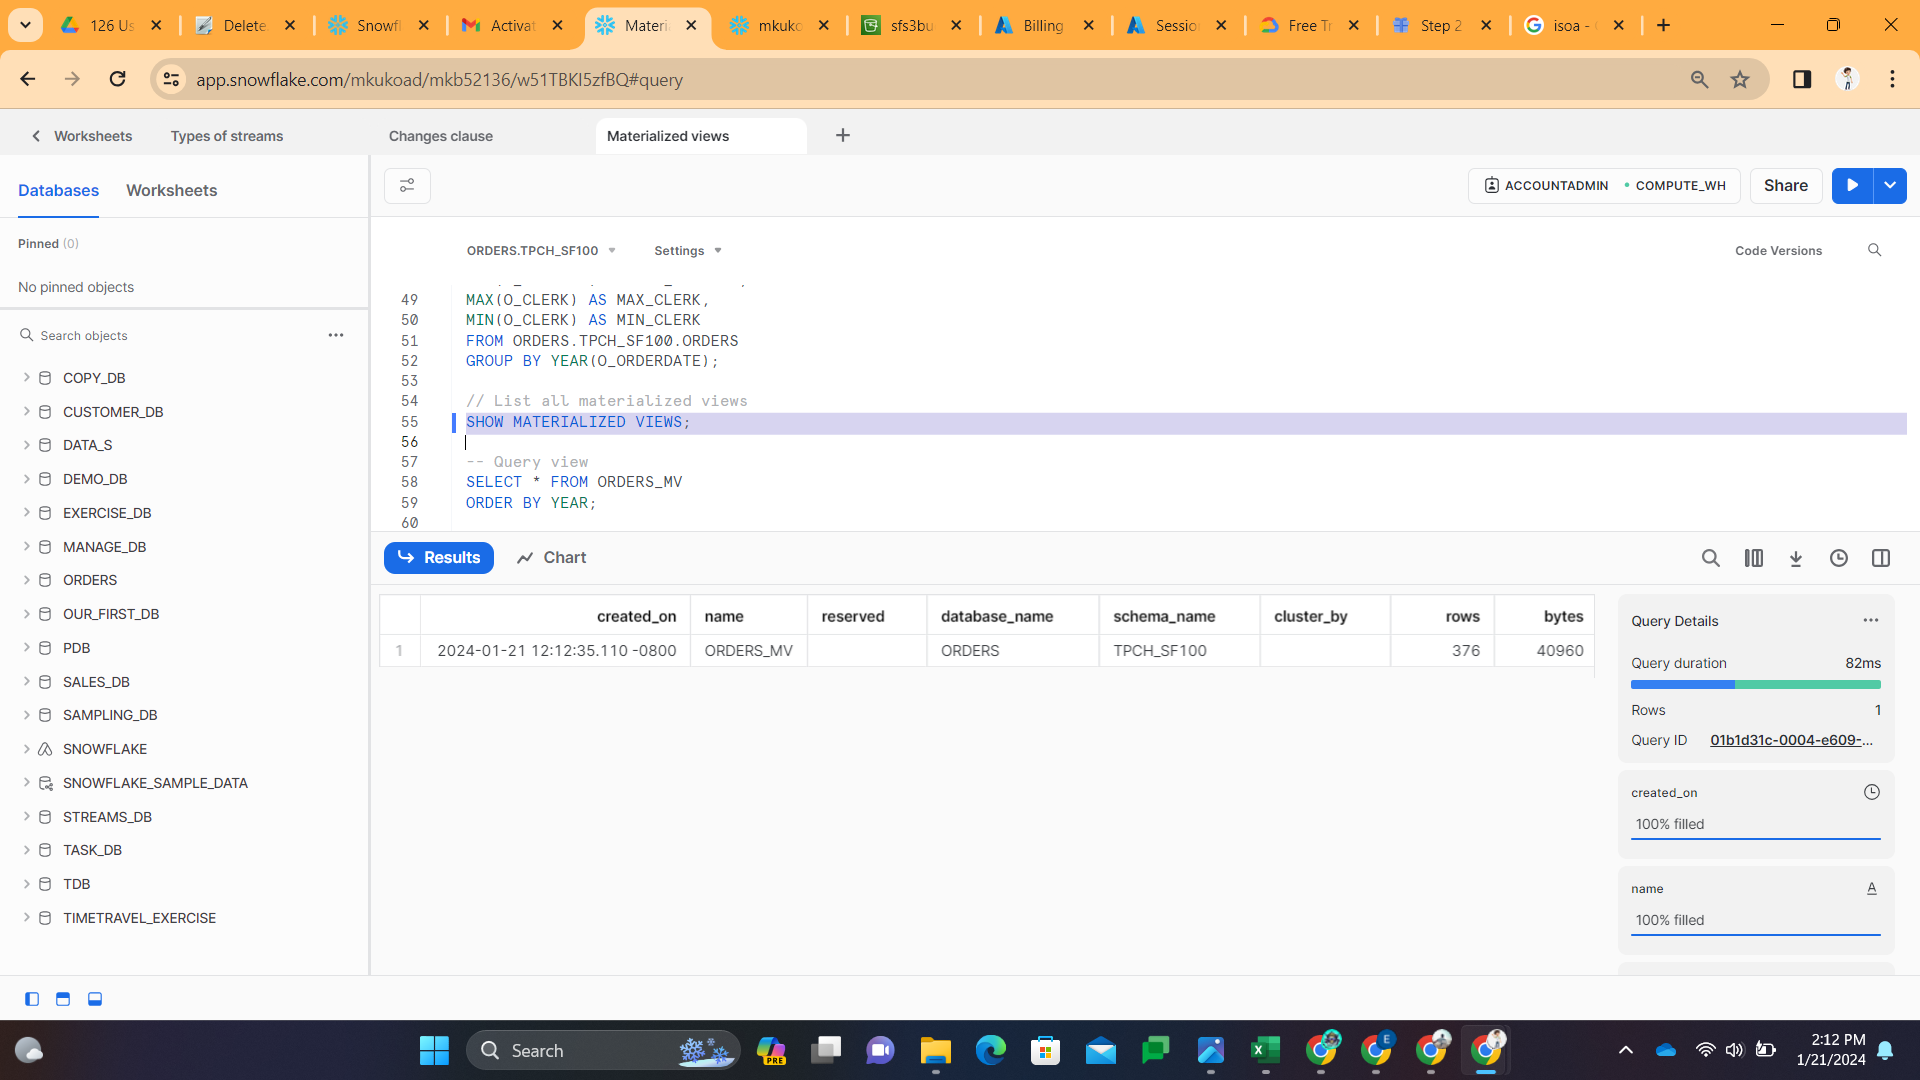 126 Us
Delete
Snowfl
Activat
Materi
mkuko
sfs3bu
Billing
Sessio
Free Tr
Step 2
isoa -
app.snowflake.com/mkukoad/mkb52136/w51TBKI5zfBQ#query
Worksheets
Types of streams
Changes clause
Materialized views
Databases
Worksheets
ACCOUNTADMIN
COMPUTE_WH
Share
Pinned (0)
No pinned objects
ORDERS.TPCH_SF100
Settings
Code Versions
Search objects
COPY_DB
CUSTOMER_DB
DATA_S
DEMO_DB
EXERCISE_DB
MANAGE_DB
ORDERS
OUR_FIRST_DB
PDB
SALES_DB
SAMPLING_DB
SNOWFLAKE
SNOWFLAKE_SAMPLE_DATA
STREAMS_DB
TASK_DB
TDB
TIMETRAVEL_EXERCISE
49 MAX(O_CLERK) AS MAX_CLERK,
50 MIN(O_CLERK) AS MIN_CLERK
51 FROM ORDERS.TPCH_SF100.ORDERS
52 GROUP BY YEAR(O_ORDERDATE);
53
54 // List all materialized views
55 SHOW MATERIALIZED VIEWS;
56
57 -- Query view
58 SELECT * FROM ORDERS_MV
59 ORDER BY YEAR;
60
Results
Chart
created_on name reserved database_name schema_name cluster_by rows bytes
1 2024-01-21 12:12:35.110 -0800 ORDERS_MV ORDERS TPCH_SF100 376 40960
Query Details
Query duration 82ms
Rows 1
Query ID 01b1d31c-0004-e609-...
created_on
100% filled
name
A
100% filled
Search
PRE
E
2:12 PM
1/21/2024